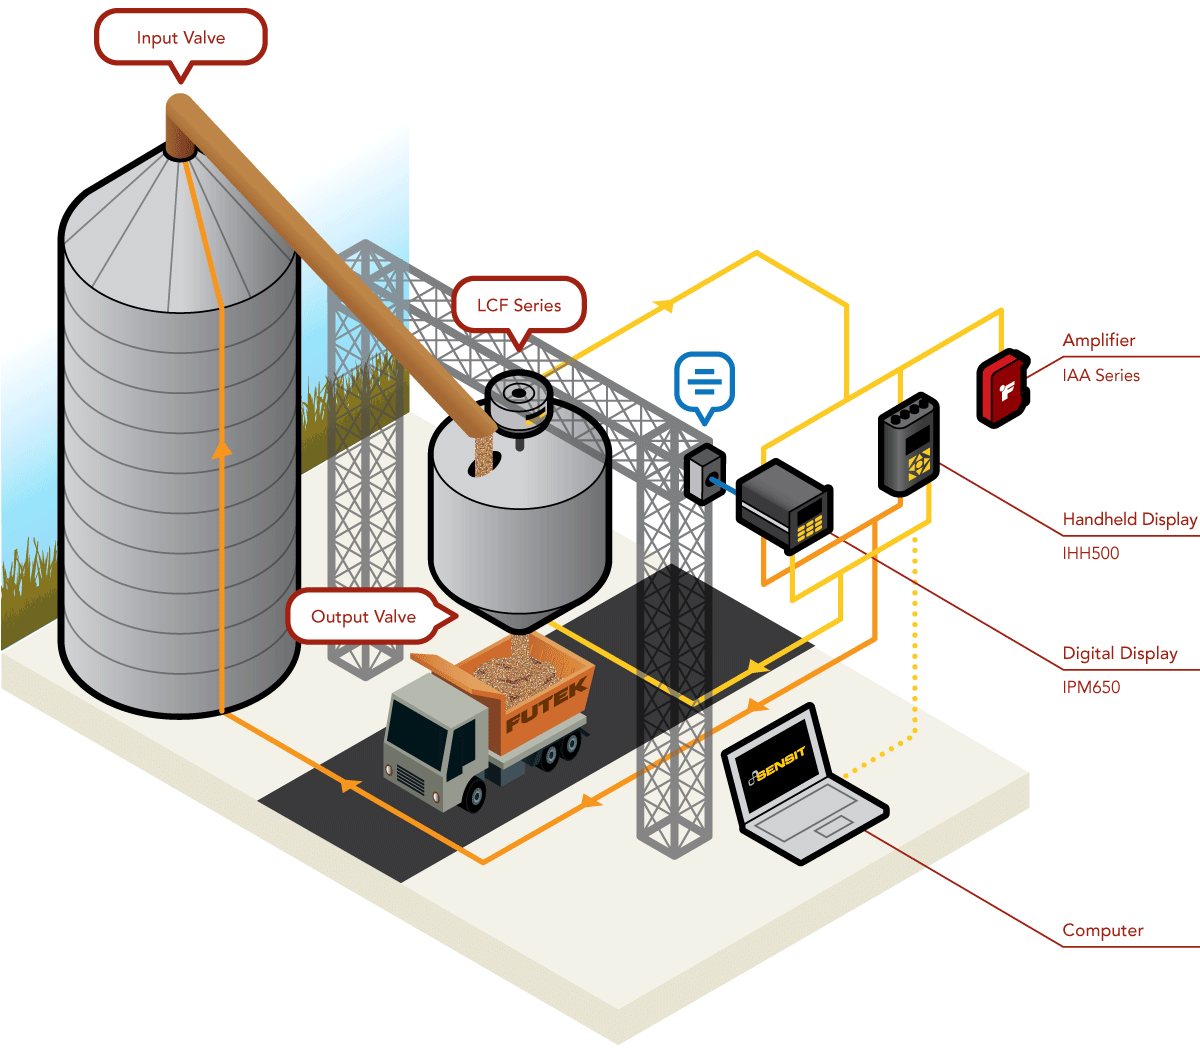 Input Valve
LCF Series
Amplifier
IAA Series
Handheld Display
IHH500
Output Valve
Digital Display
IPM650
FUTEK
SENSIT
Computer